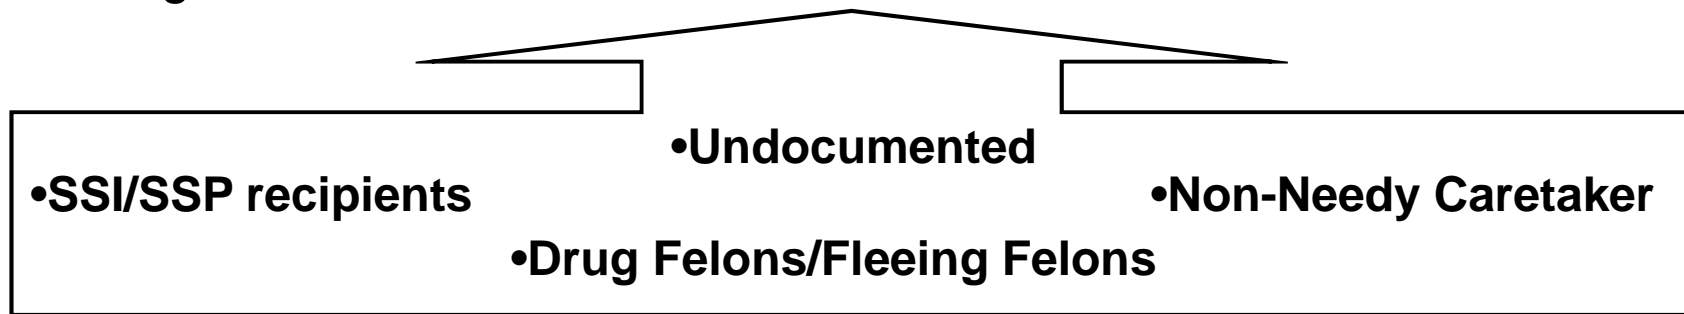 •Undocumented
•SSI/SSP recipients
•Non-Needy Caretaker
•Drug Felons/Fleeing Felons